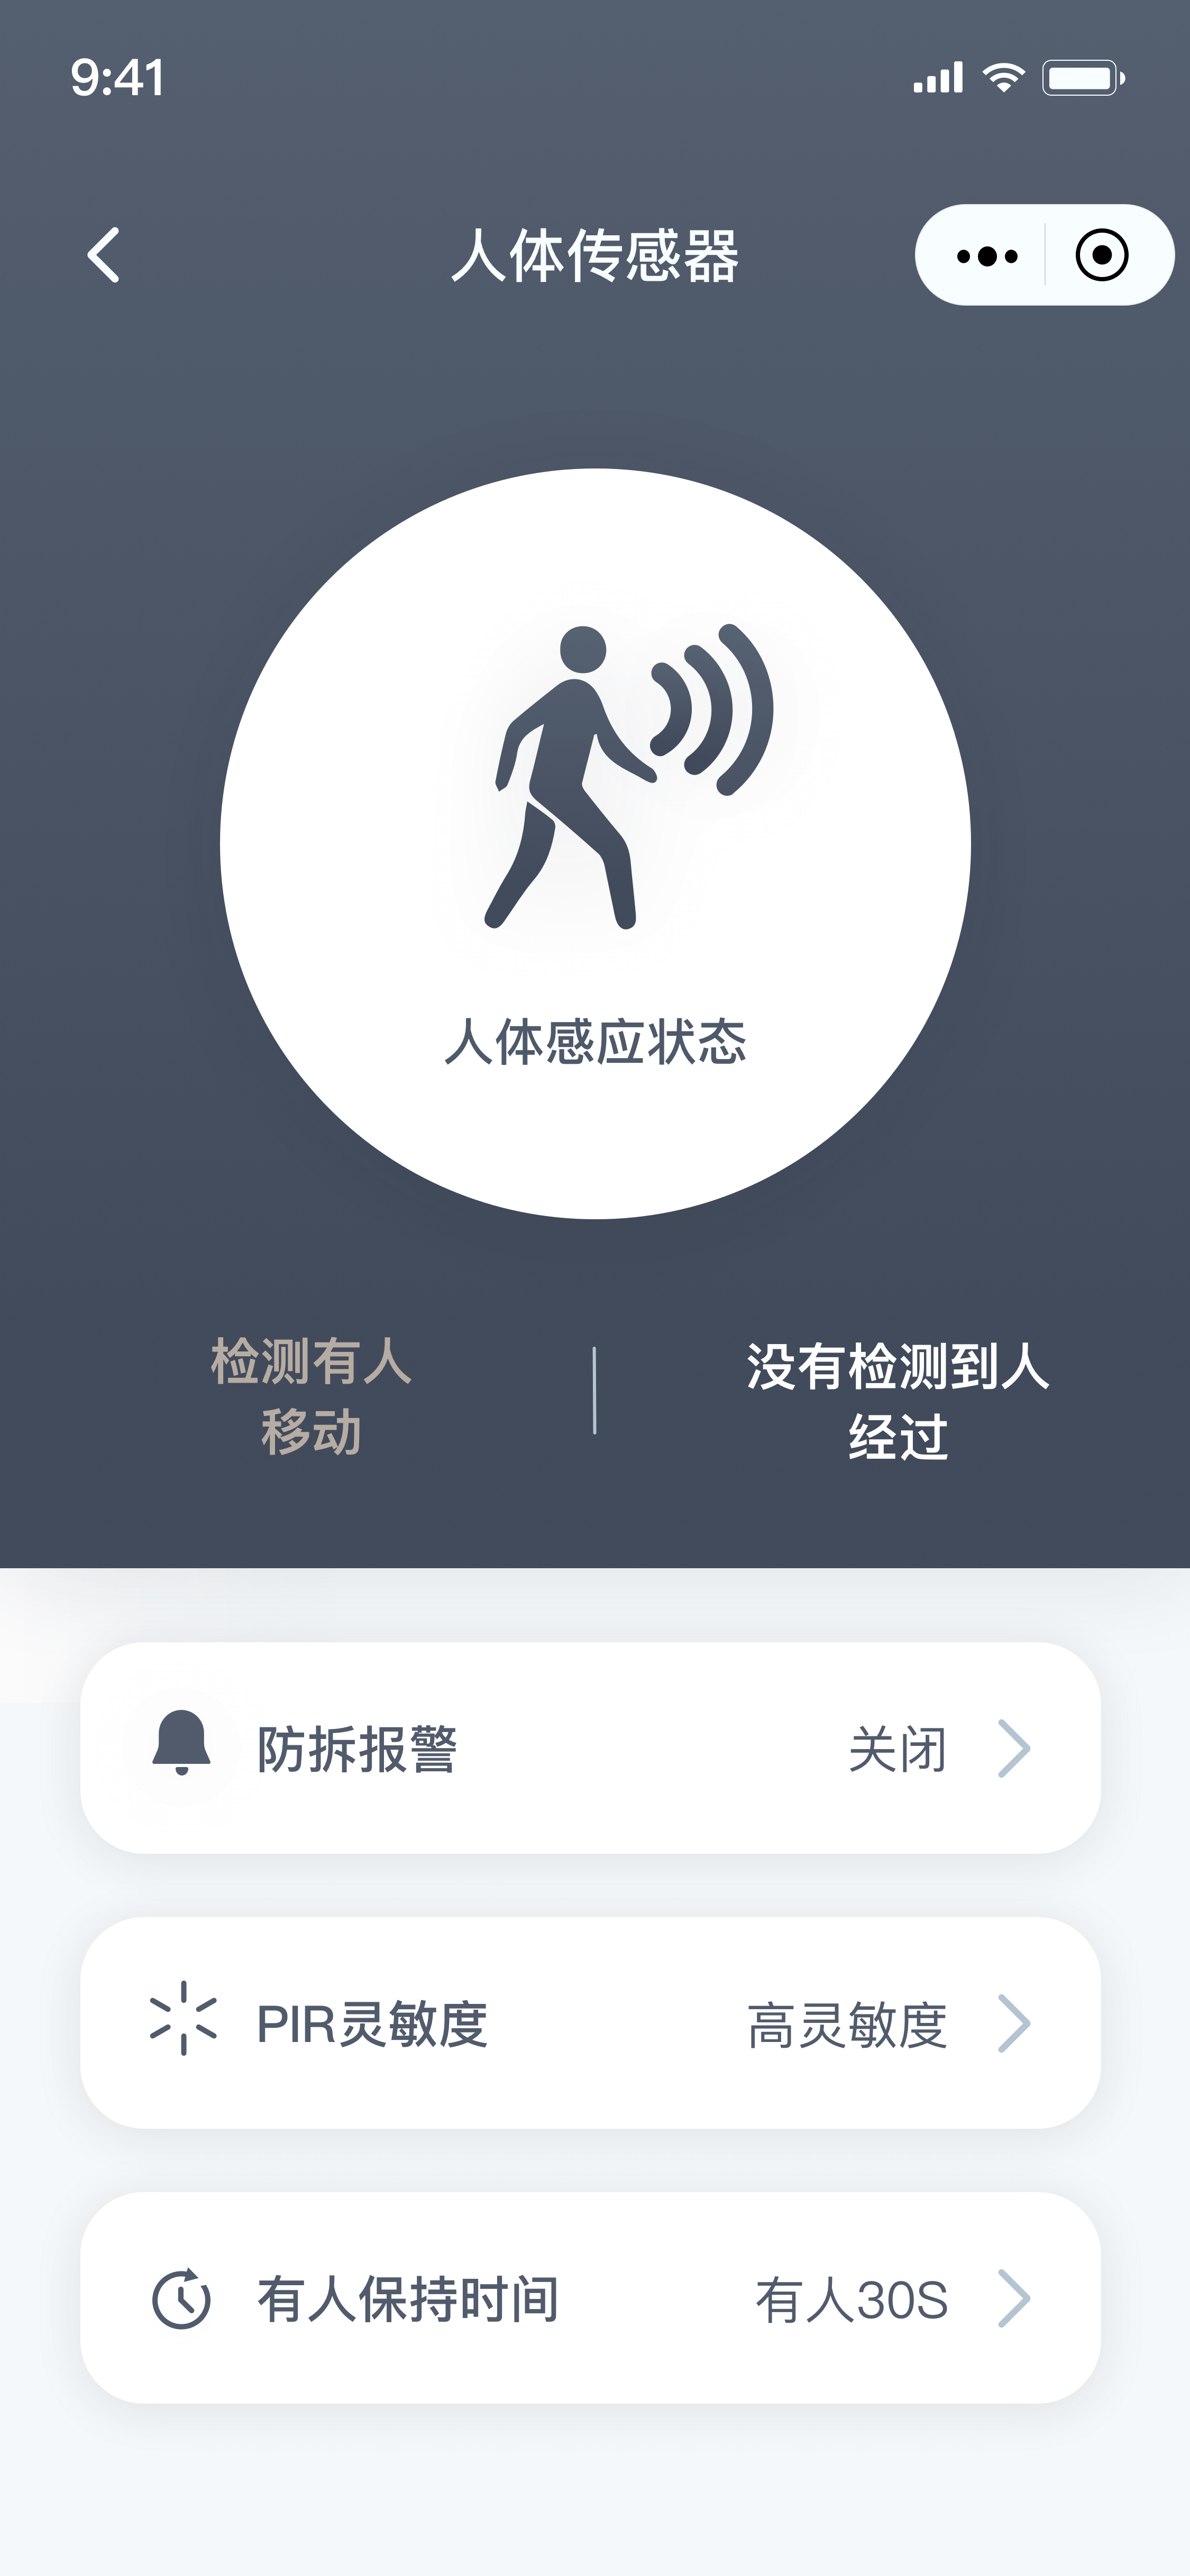 9:41
人体传感器
人体感应状态
检测有人
移动
没有检测到人
经过
防拆报警
关闭
PIR灵敏度
高灵敏度
有人保持时间
有人30S